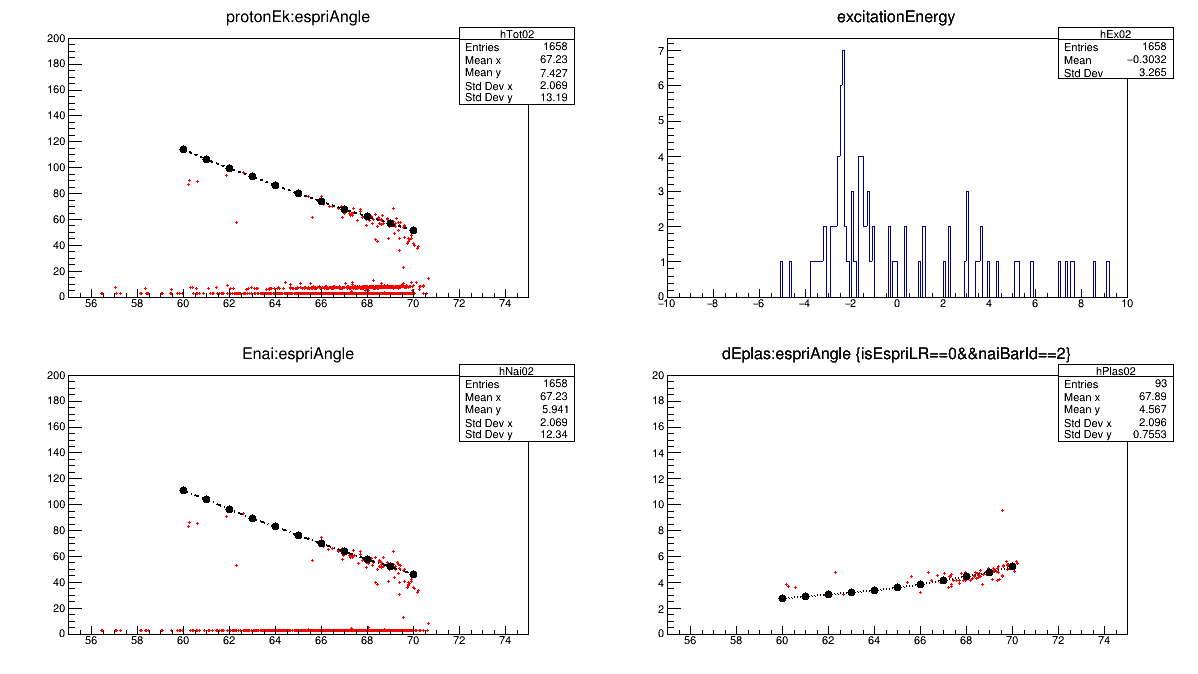 protonEk:espriAngle
hTot02
Entries 1658
Mean x 67.23
Mean y 7.427
Std Dev x 2.069
Std Dev y 13.19
200
180
160
140
120
100
80
60
40
20
0
56 58 60 62 64 66 68 70 72 74
excitationEnergy
hEx02
Entries 1658
Mean −0.3032
Std Dev 3.265
7
6
5
4
3
2
1
0
−10 −8 −6 −4 −2 0 2 4 6 8 10
Enai:espriAngle
hNai02
Entries 1658
Mean x 67.23
Mean y 5.941
Std Dev x 2.069
Std Dev y 12.34
200
180
160
140
120
100
80
60
40
20
0
56 58 60 62 64 66 68 70 72 74
dEplas:espriAngle {isEspriLR==0&&naiBarId==2}
hPlas02
Entries 93
Mean x 67.89
Mean y 4.567
Std Dev x 2.096
Std Dev y 0.7553
20
18
16
14
12
10
8
6
4
2
0
56 58 60 62 64 66 68 70 72 74